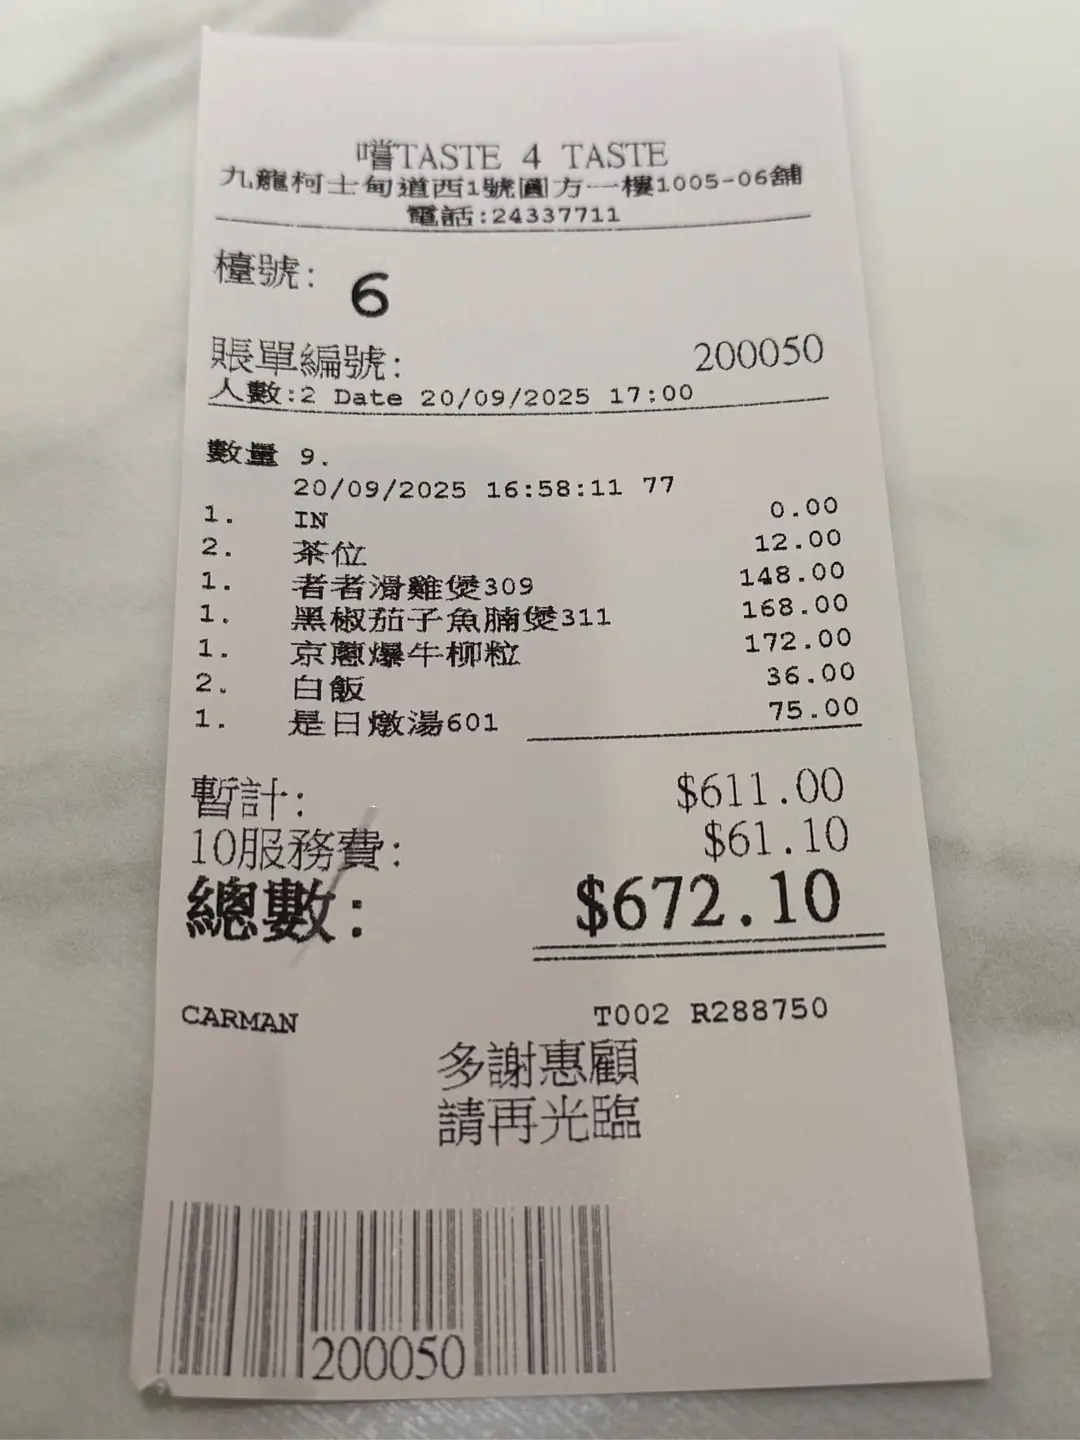 嚐TASTE 4 TASTE
九龍柯士甸道西1號圓方一樓1005-06舖
電話:24337711
檯號: 6
賬單編號: 200050
人數:2 Date 20/09/2025 17:00
數量 9.
20/09/2025 16:58:11 77
1. IN 0.00
2. 茶位 12.00
1. 者者滑雞煲309 148.00
1. 黑椒茄子魚腩煲311 168.00
1. 京蔥爆牛柳粒 172.00
2. 白飯 36.00
1. 是日燉湯601 75.00
暫計: $611.00
10服務費: $61.10
總數: $672.10
CARMAN T002 R288750
多謝惠顧
請再光臨
200050